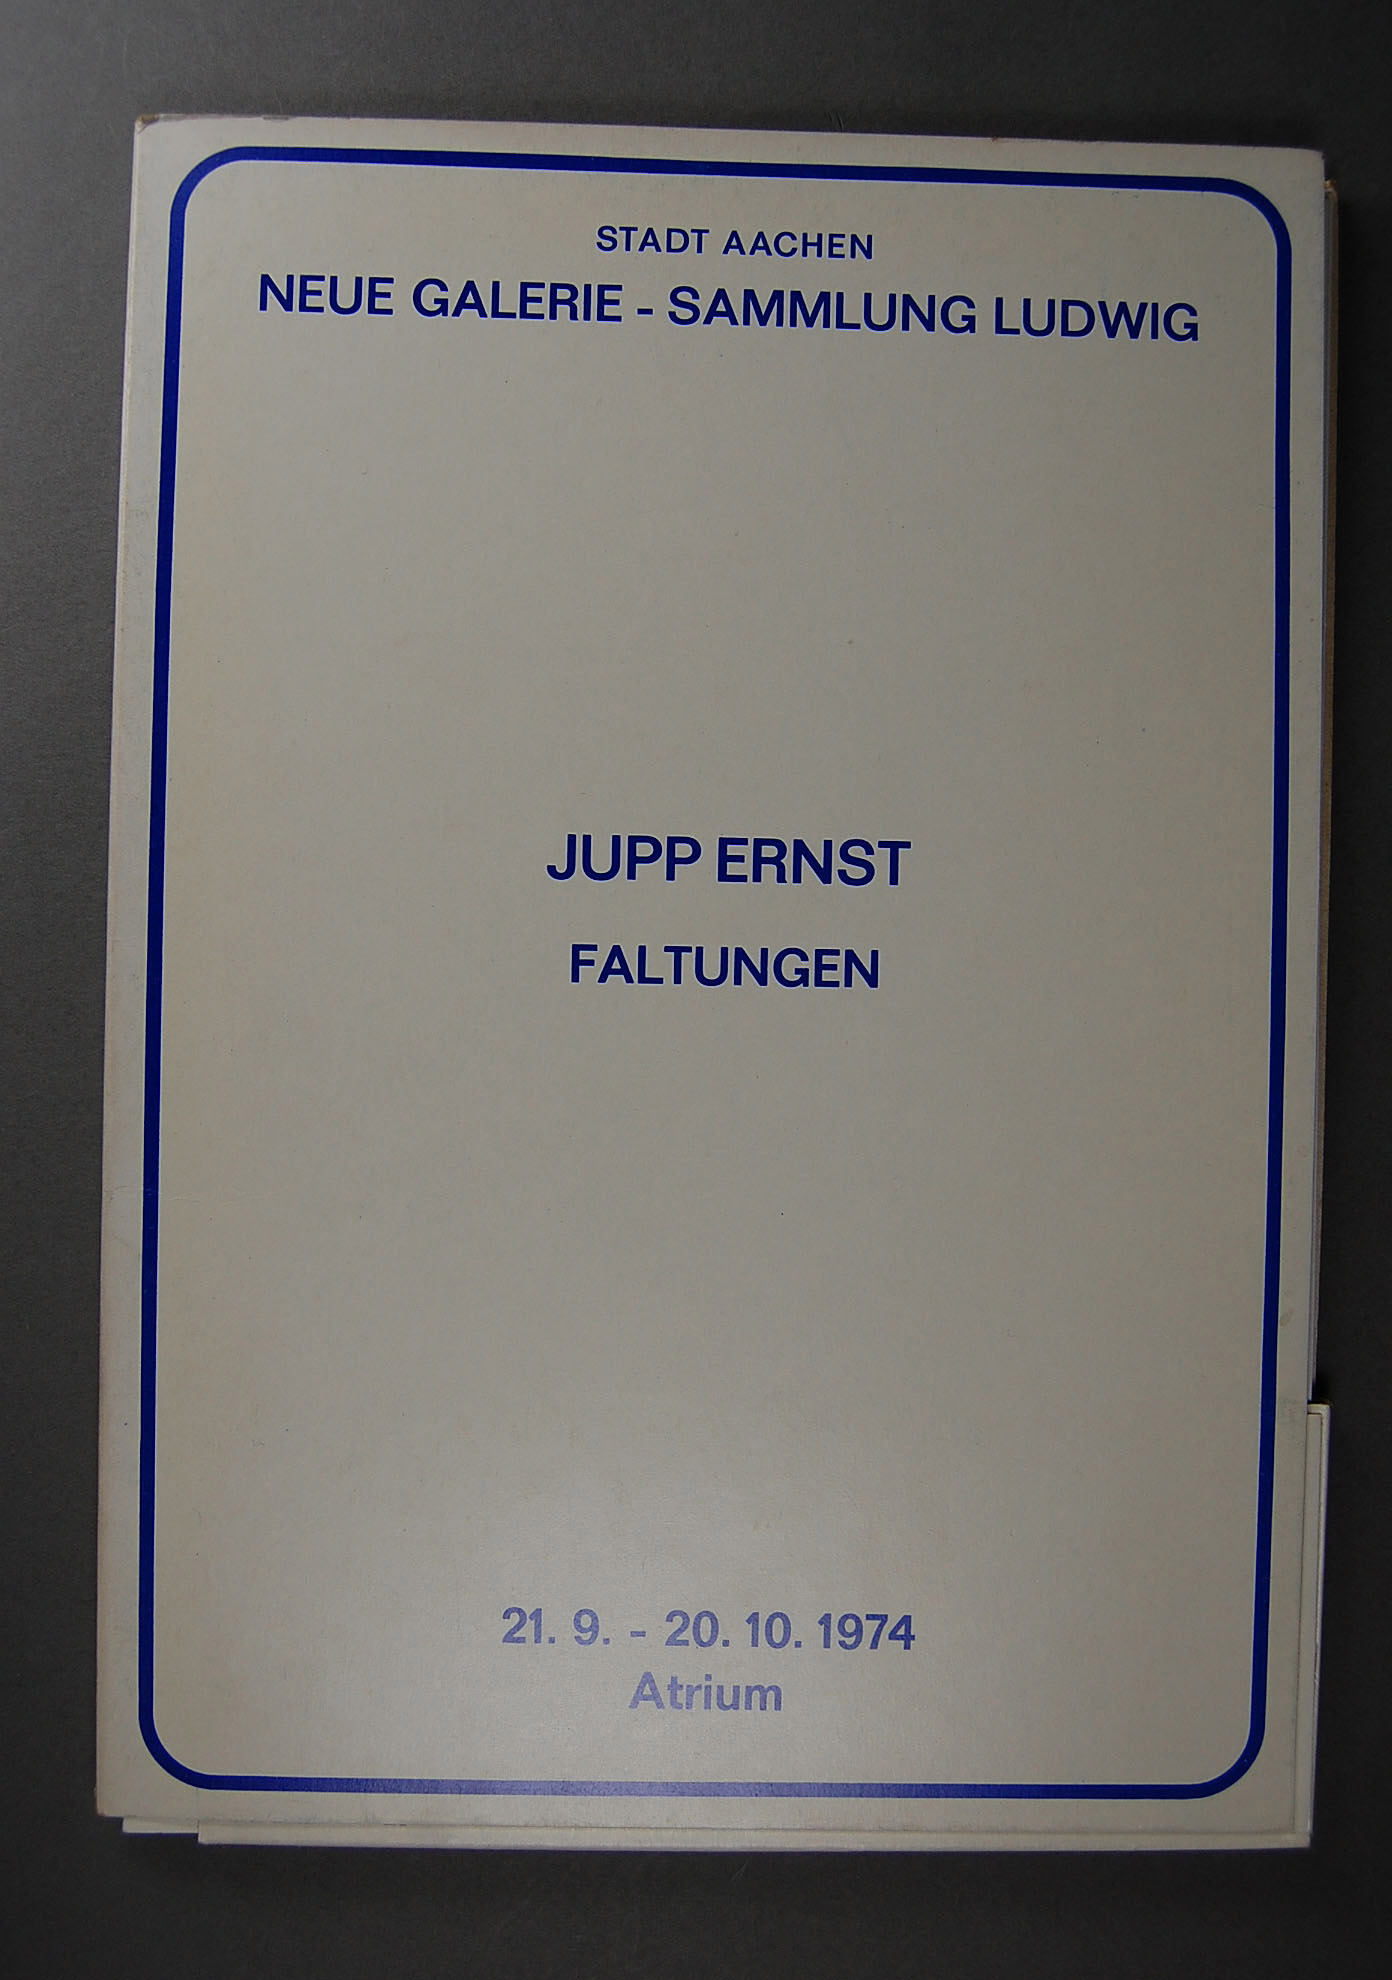 STADT AACHEN
NEUE GALERIE - SAMMLUNG LUDWIG
JUPP ERNST
FALTUNGEN
21. 9. - 20. 10. 1974
Atrium